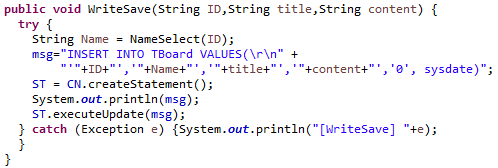 public void WriteSave(String ID,String title,String content) {
try {
String Name = NameSelect(ID);
msg="INSERT INTO TBoard VALUES(\r\n" +
"'"+ID+"','"+Name+"','"+title+"','"+content+"','0', sysdate)";
ST = CN.createStatement();
System.out.println(msg);
ST.executeUpdate(msg);
} catch (Exception e) {System.out.println("[WriteSave] "+e);
}
}